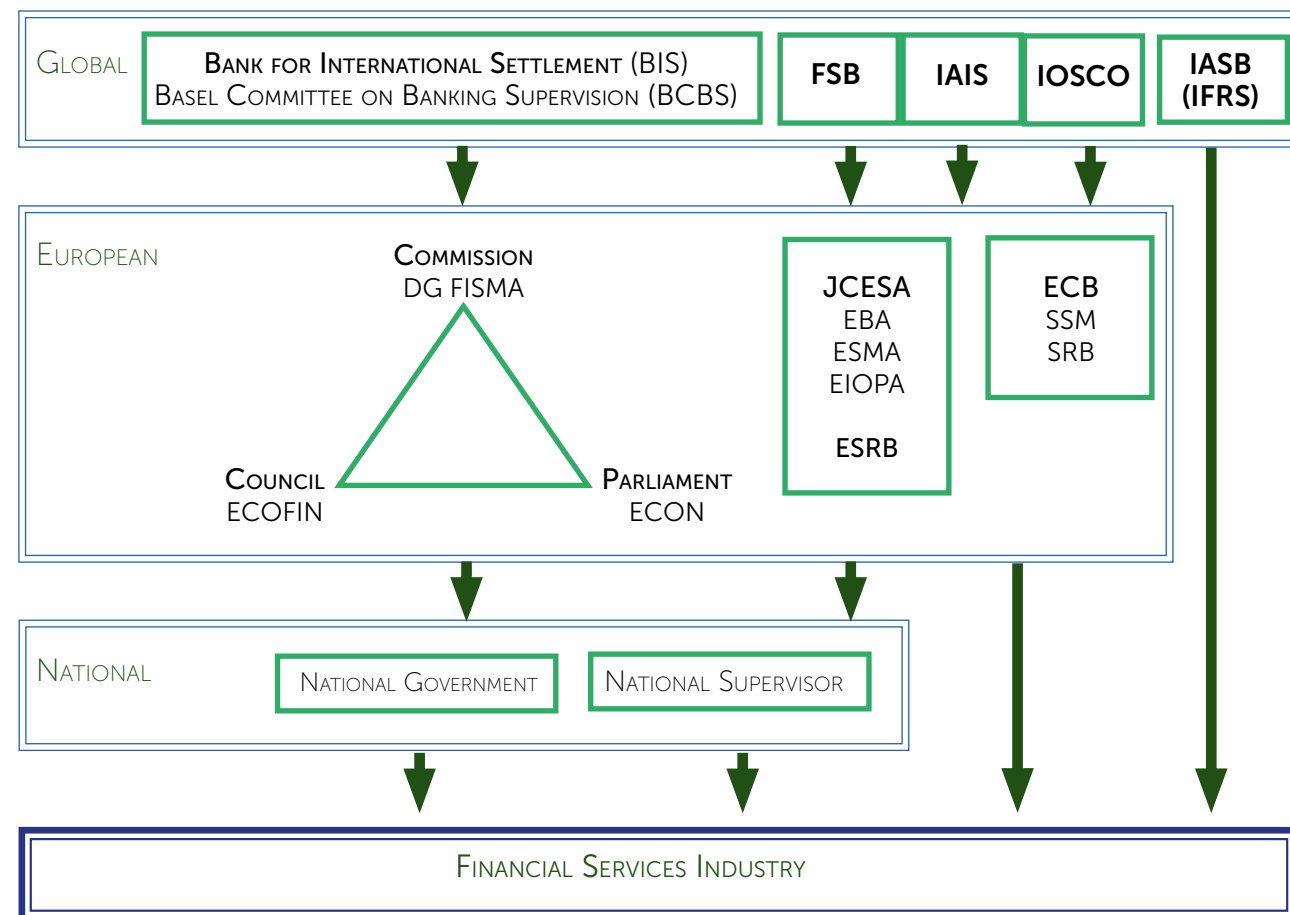 Global
Bank for International Settlement (BIS)
Basel Committee on Banking Supervision (BCBS)
FSB
IAIS
IOSCO
IASB
(IFRS)
European
Commission
DG FISMA
Council
ECOFIN
Parliament
ECON
JCESA
EBA
ESMA
EIOPA
ESRB
ECB
SSM
SRB
National
National Government
National Supervisor
Financial Services Industry